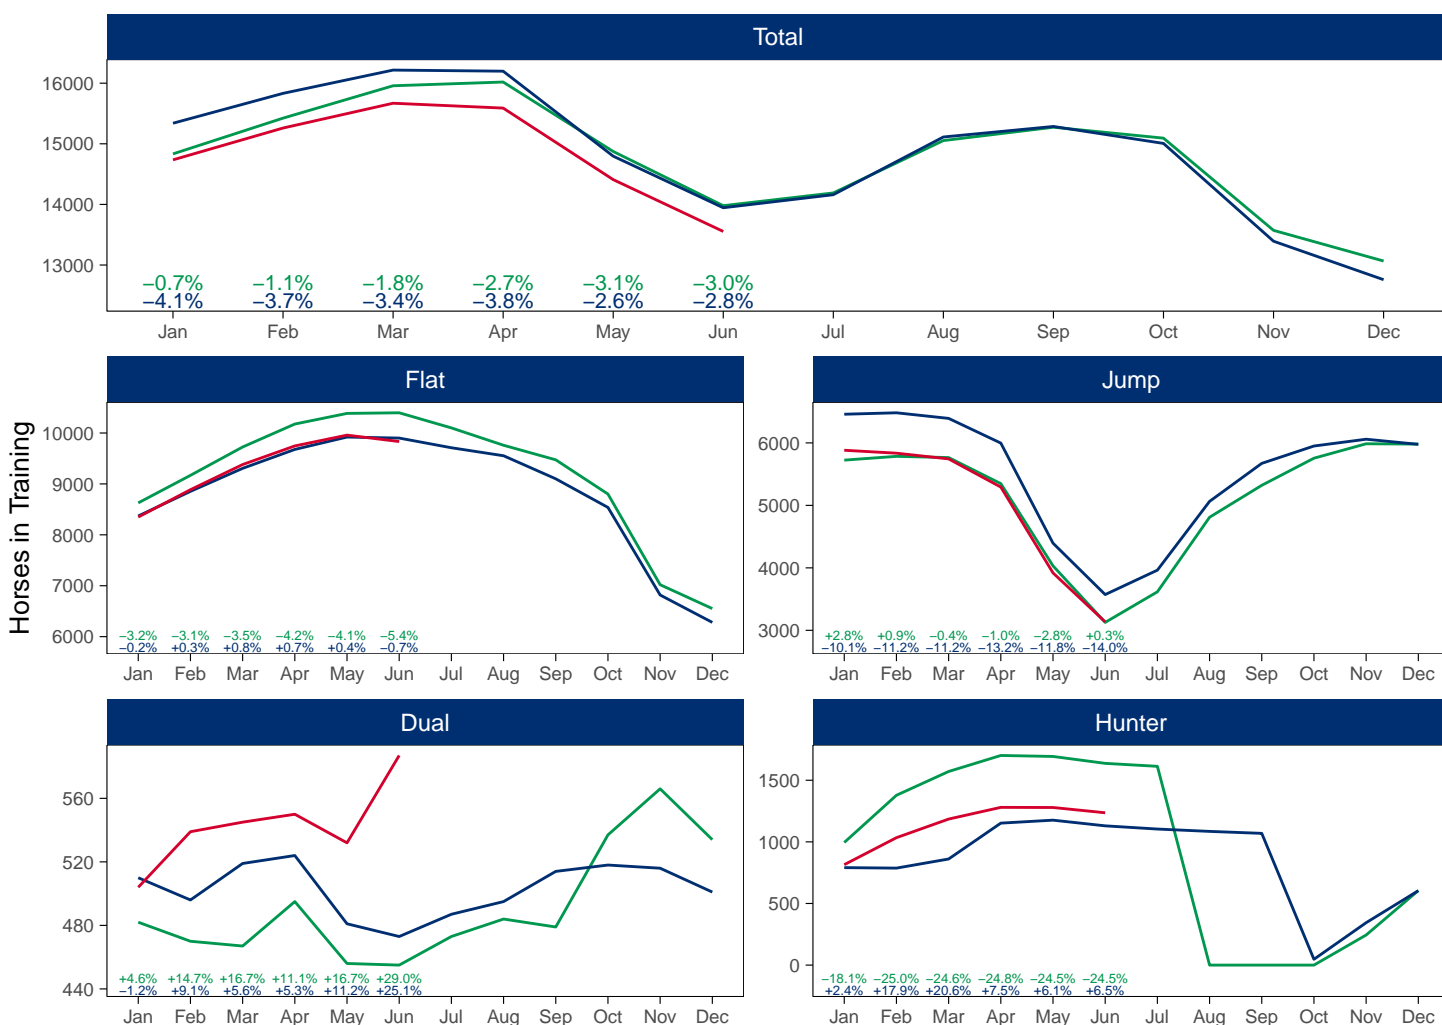 Total
16000
15000
14000
13000
−0.7% −1.1% −1.8% −2.7% −3.1% −3.0%
−4.1% −3.7% −3.4% −3.8% −2.6% −2.8%
Jan Feb Mar Apr May Jun Jul Aug Sep Oct Nov Dec
Horses in Training
Flat
10000
9000
8000
7000
6000
−3.2% −3.1% −3.5% −4.2% −4.1% −5.4%
−0.2% +0.3% +0.8% +0.7% +0.4% −0.7%
Jan Feb Mar Apr May Jun Jul Aug Sep Oct Nov Dec
Jump
6000
5000
4000
3000
+2.8% +0.9% −0.4% −1.0% −2.8% +0.3%
−10.1% −11.2% −11.2% −13.2% −11.8% −14.0%
Jan Feb Mar Apr May Jun Jul Aug Sep Oct Nov Dec
Dual
560
520
480
440
+4.6% +14.7% +16.7% +11.1% +16.7% +29.0%
−1.2% +9.1% +5.6% +5.3% +11.2% +25.1%
Jan Feb Mar Apr May Jun Jul Aug Sep Oct Nov Dec
Hunter
1500
1000
500
0
−18.1% −25.0% −24.6% −24.8% −24.5% −24.5%
+2.4% +17.9% +20.6% +7.5% +6.1% +6.5%
Jan Feb Mar Apr May Jun Jul Aug Sep Oct Nov Dec